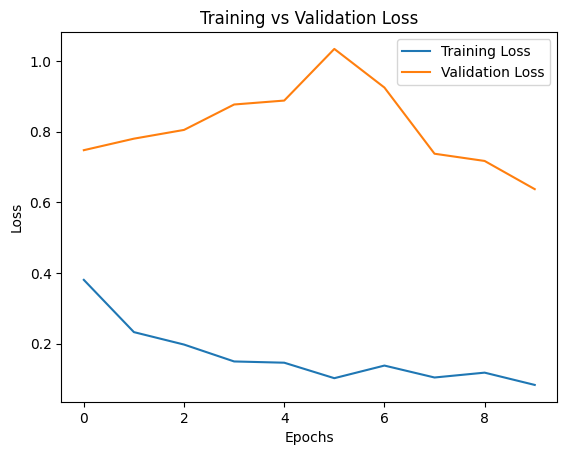 Training vs Validation Loss
Training Loss
Validation Loss
1.0
0.8
0.6
0.4
0.2
Loss
0 2 4 6 8
Epochs